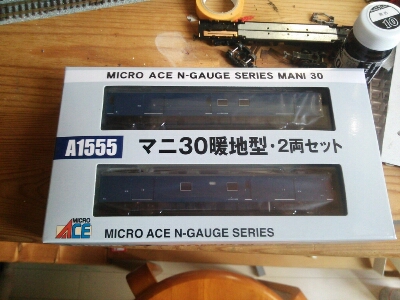 MICRO ACE N-GAUGE SERIES MANI 30
A1555
マニ30暖地型・2両セット
MICRO
ACE
MICRO ACE N-GAUGE SERIES
10